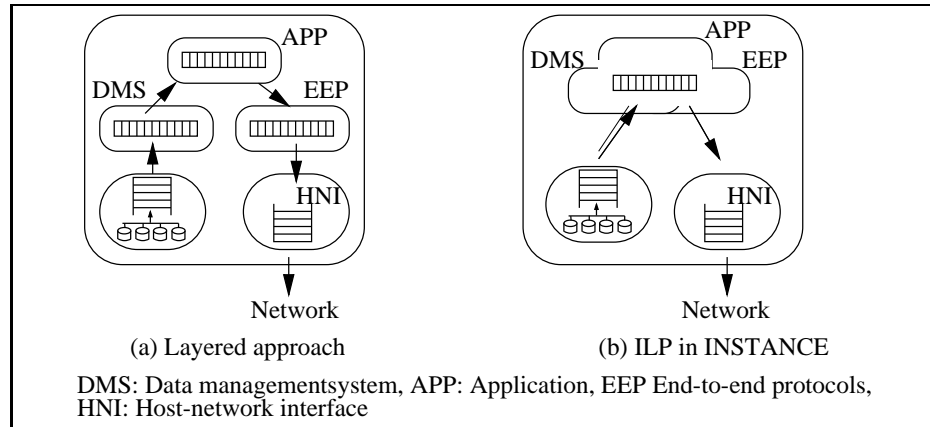 APP
DMS
EEP
HNI
Network
(a) Layered approach
APP
DMS
EEP
HNI
Network
(b) ILP in INSTANCE
DMS: Data managementsystem, APP: Application, EEP End-to-end protocols,
HNI: Host-network interface